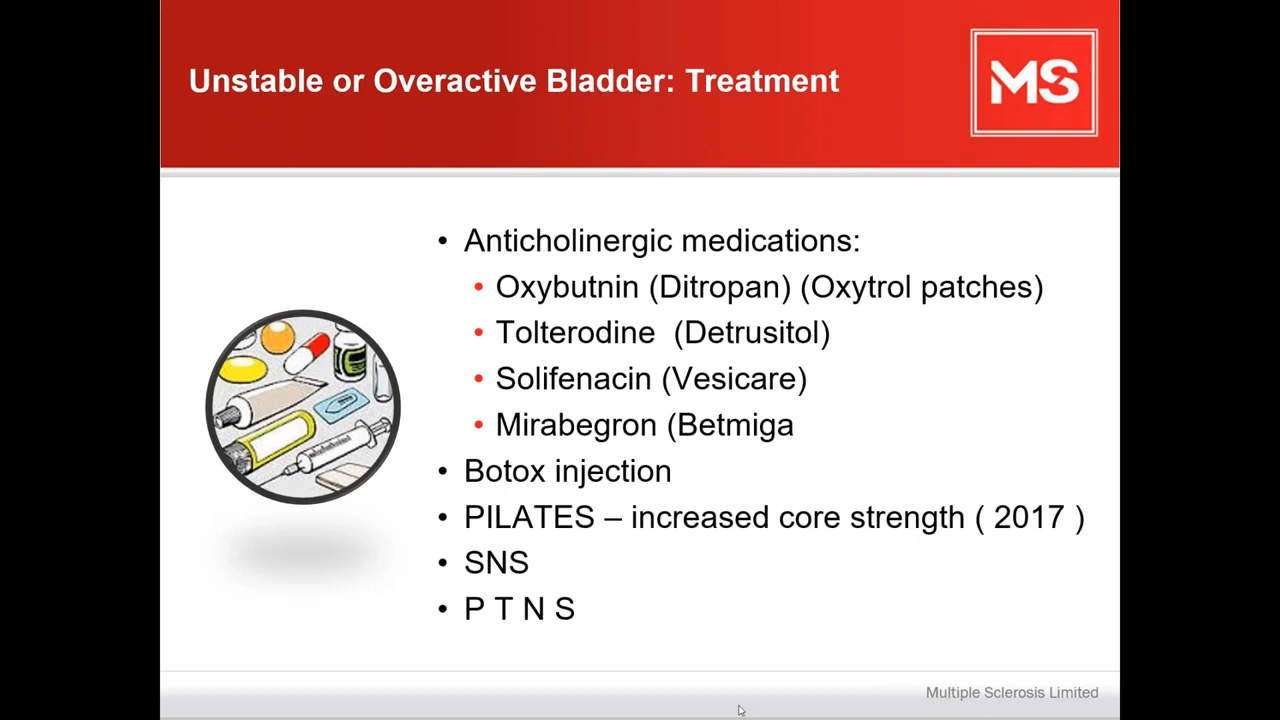 Unstable or Overactive Bladder: Treatment
MS
• Anticholinergic medications:
• Oxybutnin (Ditropan) (Oxytrol patches)
• Tolterodine (Detrusitol)
• Solifenacin (Vesicare)
• Mirabegron (Betmiga
• Botox injection
• PILATES – increased core strength ( 2017 )
• SNS
• P T N S
Multiple Sclerosis Limited